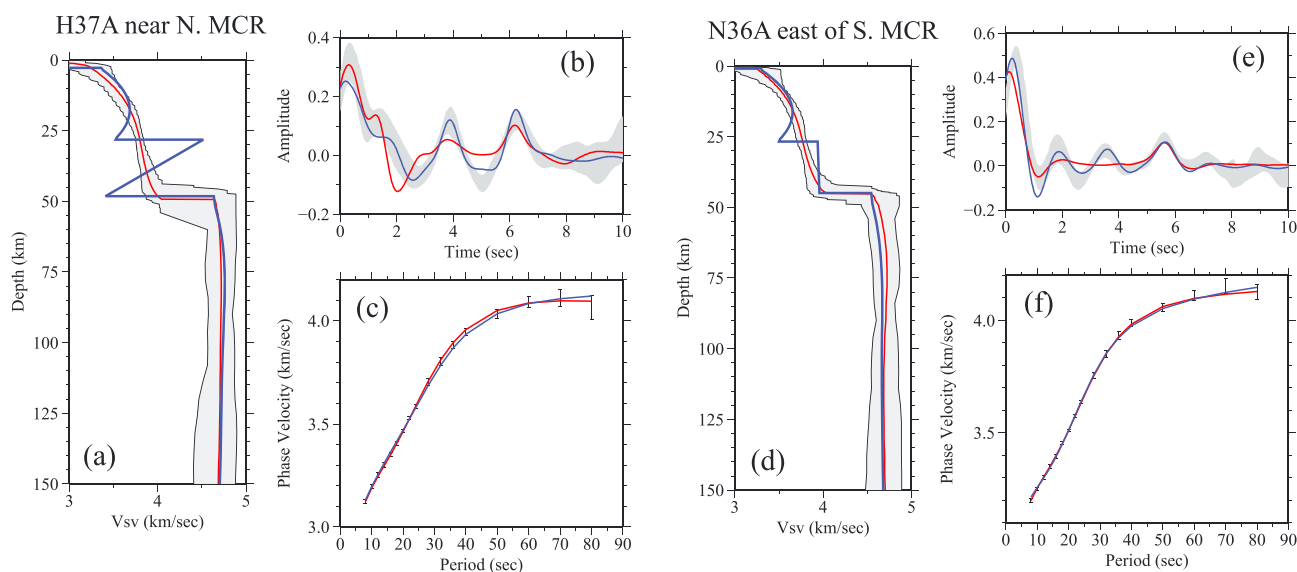 H37A near N. MCR
0
25
50
75
100
125
150
Depth (km)
(a)
3
4
5
Vsv (km/sec)
0.4
0.2
0.0
−0.2
Amplitude
(b)
0
2
4
6
8
10
Time (sec)
4.0
3.5
3.0
Phase Velocity (km/sec)
(c)
0 10 20 30 40 50 60 70 80 90
Period (sec)
N36A east of S. MCR
0
25
50
75
100
125
150
Depth (km)
(d)
3
4
5
Vsv (km/sec)
0.6
0.4
0.2
0.0
−0.2
Amplitude
(e)
0
2
4
6
8
10
Time (sec)
4.0
3.5
Phase Velocity (km/sec)
(f)
0 10 20 30 40 50 60 70 80 90
Period (sec)